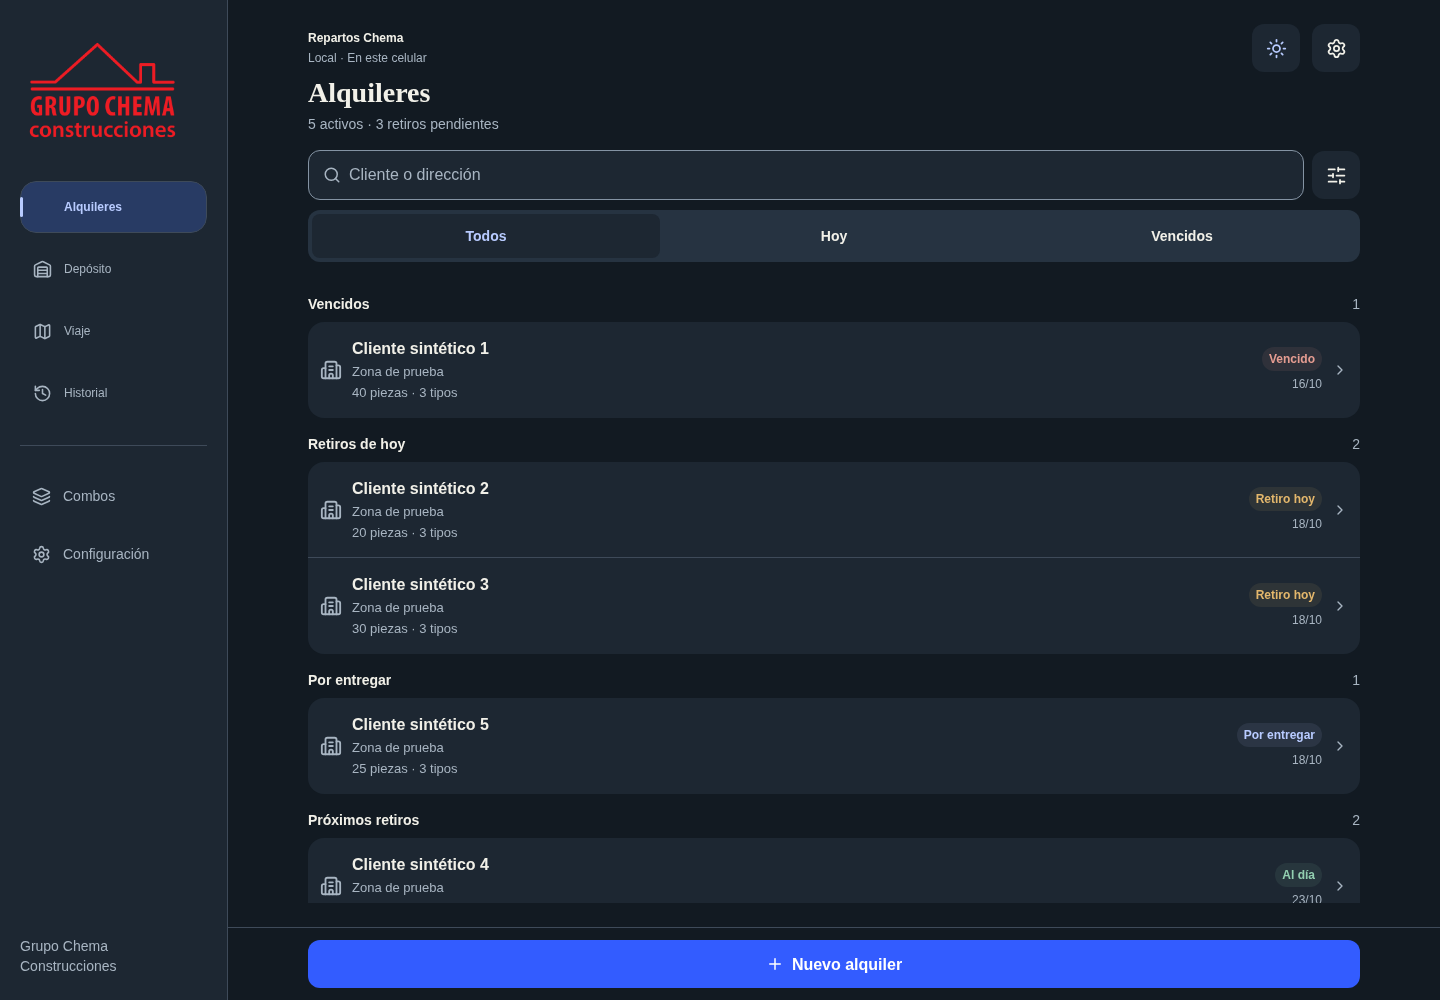 GRUPO CHEMA
construcciones
Alquileres
Depósito
Viaje
Historial
Combos
Configuración
Grupo Chema
Construcciones
Repartos Chema
Local · En este celular
Alquileres
5 activos · 3 retiros pendientes
Cliente o dirección
Todos
Hoy
Vencidos
Vencidos
1
Cliente sintético 1
Zona de prueba
40 piezas · 3 tipos
Vencido
16/10
Retiros de hoy
2
Cliente sintético 2
Zona de prueba
20 piezas · 3 tipos
Retiro hoy
18/10
Cliente sintético 3
Zona de prueba
30 piezas · 3 tipos
Retiro hoy
18/10
Por entregar
1
Cliente sintético 5
Zona de prueba
25 piezas · 3 tipos
Por entregar
18/10
Próximos retiros
2
Cliente sintético 4
Zona de prueba
Al día
23/10
Nuevo alquiler